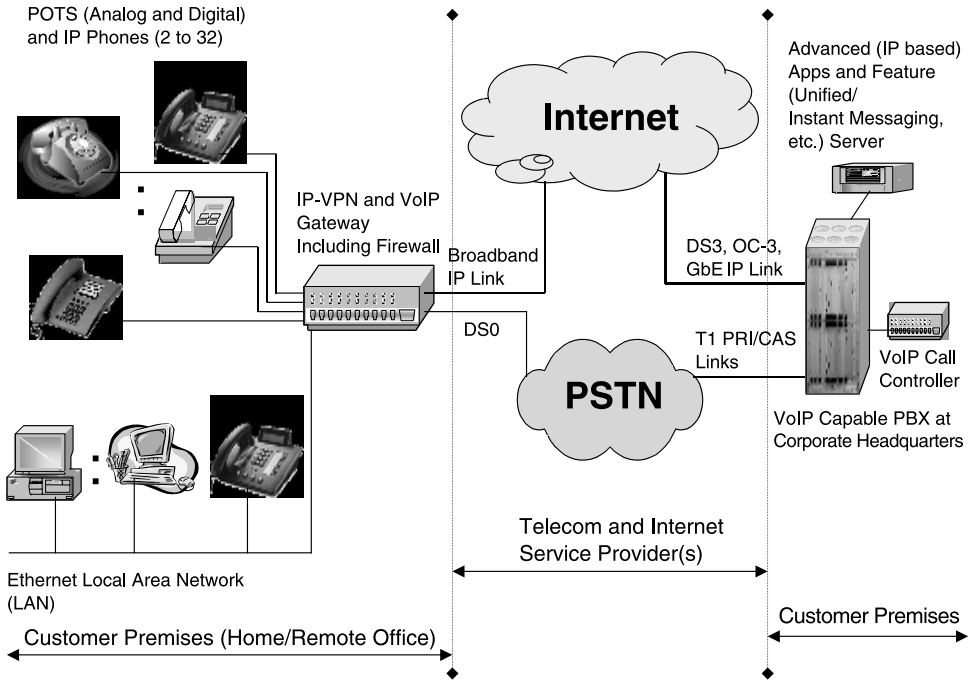 POTS (Analog and Digital)
and IP Phones (2 to 32)
Internet
Advanced (IP based)
Apps and Feature
(Unified/
Instant Messaging,
etc.) Server
IP-VPN and VoIP
Gateway
Including Firewall
Broadband
IP Link
DS0
DS3, OC-3,
GbE IP Link
T1 PRI/CAS
Links
PSTN
VoIP Call
Controller
VoIP Capable PBX at
Corporate Headquarters
Telecom and Internet
Service Provider(s)
Ethernet Local Area Network
(LAN)
Customer Premises (Home/Remote Office)
Customer Premises